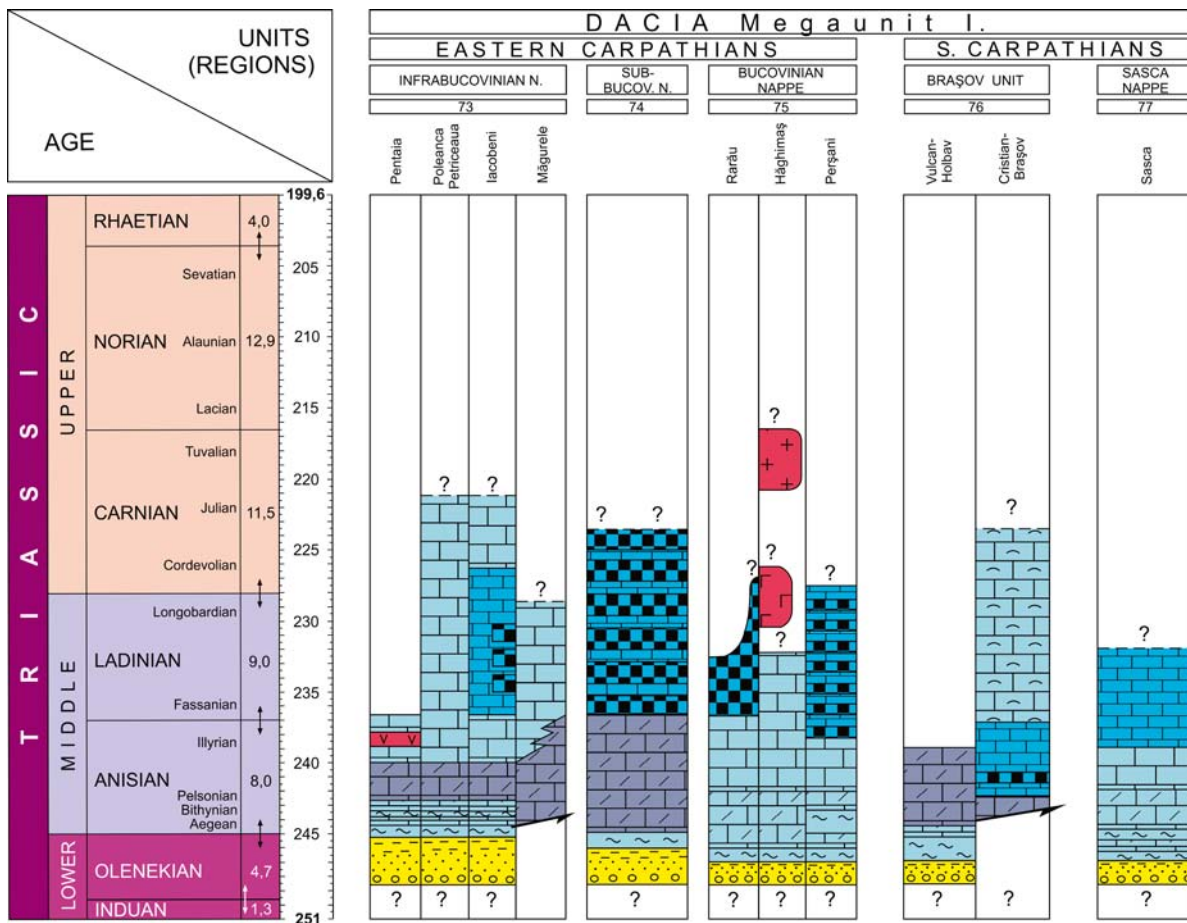 UNITS
(REGIONS)
AGE
DACIA Megaunit I.
EASTERN CARPATHIANS
S. CARPATHIANS
INFRABUCOVINIAN N.
SUB-
BUCOV. N.
BUCOVINIAN
NAPPE
BRAŞOV UNIT
SASCA
NAPPE
73
74
75
76
77
Pentaia
Poleanca
Petriceaua
Iacobeni
Măgurele
Rarău
Hăghimaş
Perşani
Vulcan-
Holbav
Cristian-
Braşov
Sasca
TRIASSIC
UPPER
RHAETIAN
4,0
NORIAN
12,9
Sevatian
Alaunian
Lacian
CARNIAN
11,5
Tuvalian
Julian
Cordevolian
MIDDLE
LADINIAN
9,0
Longobardian
Fassanian
ANISIAN
8,0
Illyrian
Pelsonian
Bithynian
Aegean
LOWER
OLENEKIAN
4,7
INDUAN
1,3
199,6
205
210
215
220
225
230
235
240
245
251
? ? ? ? ? ? ? ? ? ? ? ?
V V
? ? ? ? ? ? ? ? ? ?